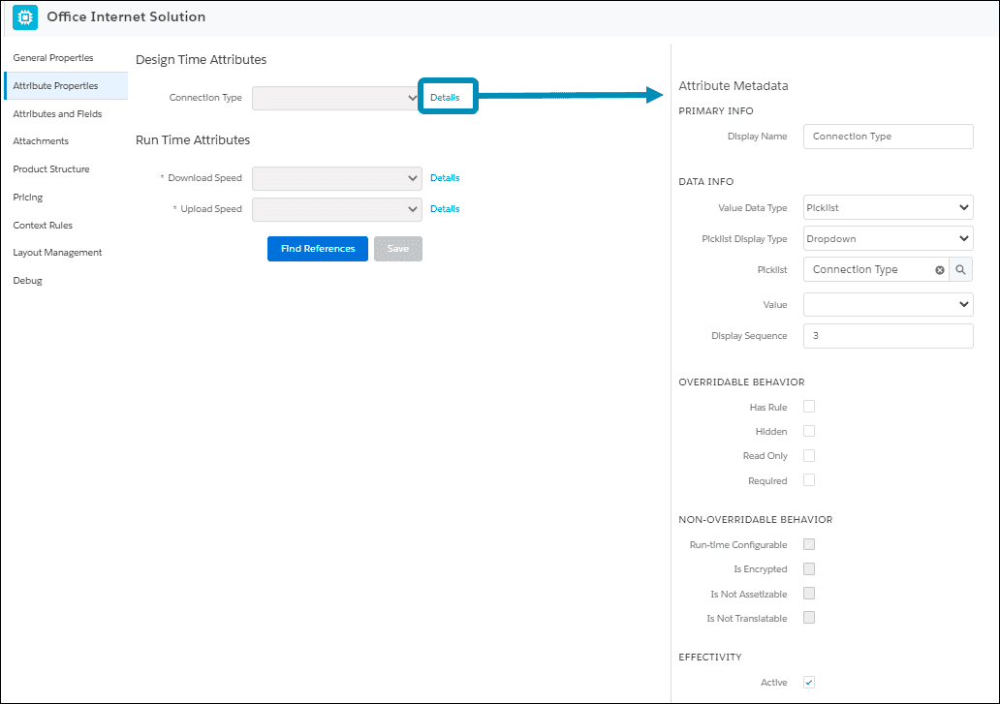 Office Internet Solution
General Properties
Attribute Properties
Attributes and Fields
Attachments
Product Structure
Pricing
Context Rules
Layout Management
Debug
Design Time Attributes
Connection Type
Details
Run Time Attributes
* Download Speed
Details
* Upload Speed
Details
Find References
Save
Attribute Metadata
PRIMARY INFO
Display Name
Connection Type
DATA INFO
Value Data Type
Picklist
Picklist Display Type
Dropdown
Picklist
Connection Type
Value
Display Sequence
3
OVERRIDABLE BEHAVIOR
Has Rule
Hidden
Read Only
Required
NON-OVERRIDABLE BEHAVIOR
Run-time Configurable
Is Encrypted
Is Not Assetizable
Is Not Translatable
EFFECTIVITY
Active